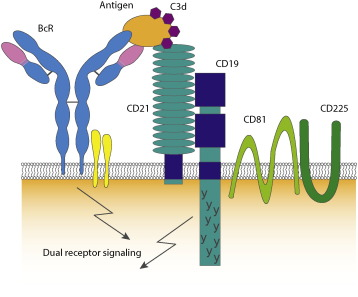 Antigen
C3d
BcR
CD19
CD21
CD81
CD225
y
y
y
y
y
y
y
y
y
Dual receptor signaling